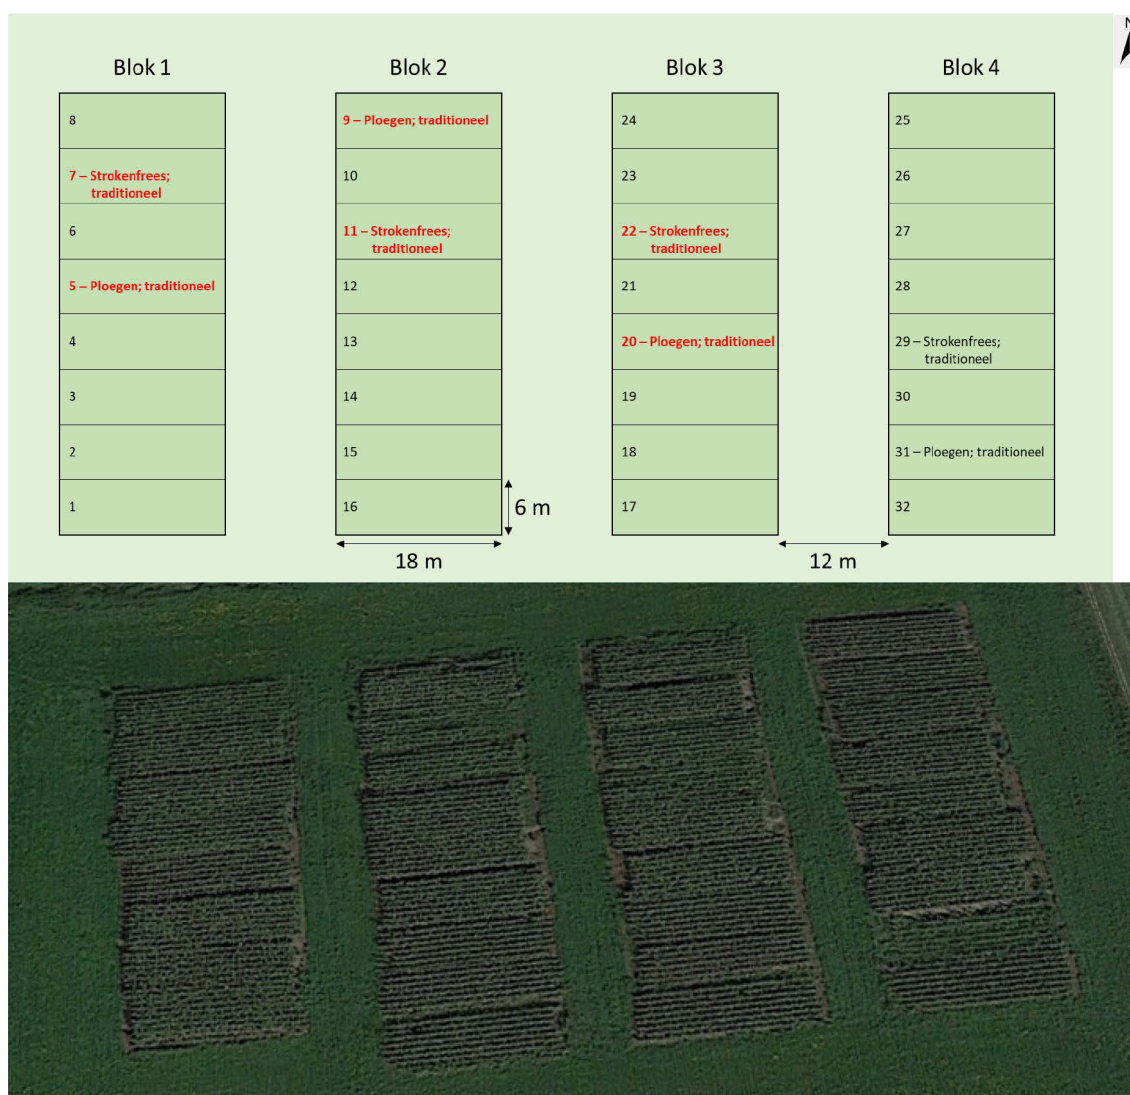 N
Blok 1
Blok 2
Blok 3
Blok 4
8
7 – Strokenfrees;
traditioneel
6
5 – Ploegen; traditioneel
4
3
2
1
9 – Ploegen; traditioneel
10
11 – Strokenfrees;
traditioneel
12
13
14
15
16
24
23
22 – Strokenfrees;
traditioneel
21
20 – Ploegen; traditioneel
19
18
17
25
26
27
28
29 – Strokenfrees;
traditioneel
30
31 – Ploegen; traditioneel
32
6 m
18 m
12 m